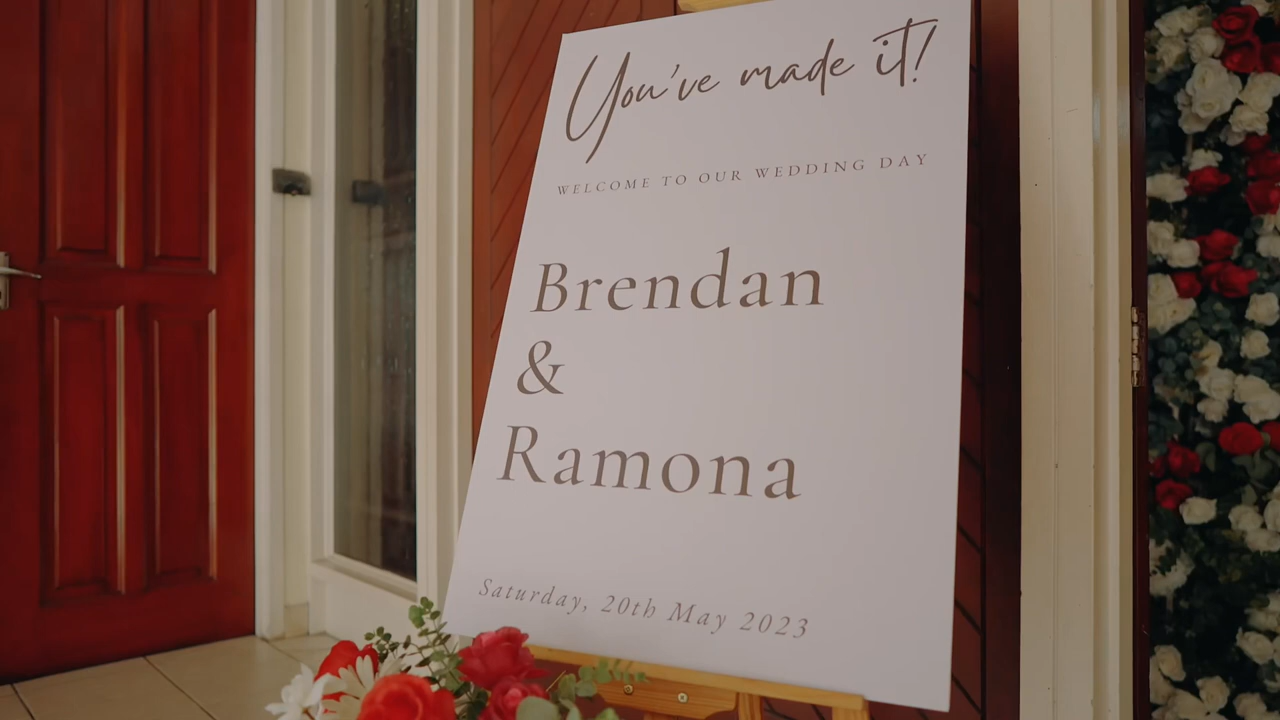 You've made it!
WELCOME TO OUR WEDDING DAY
Brendan
&
Ramona
Saturday, 20th May 2023